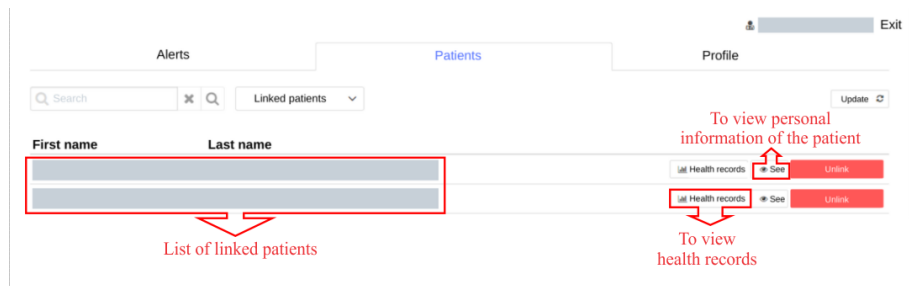 Exit
Alerts Patients Profile
Search Linked patients Update
To view personal
information of the patient
First name Last name
Health records See Unlink
Health records See Unlink
List of linked patients
To view
health records